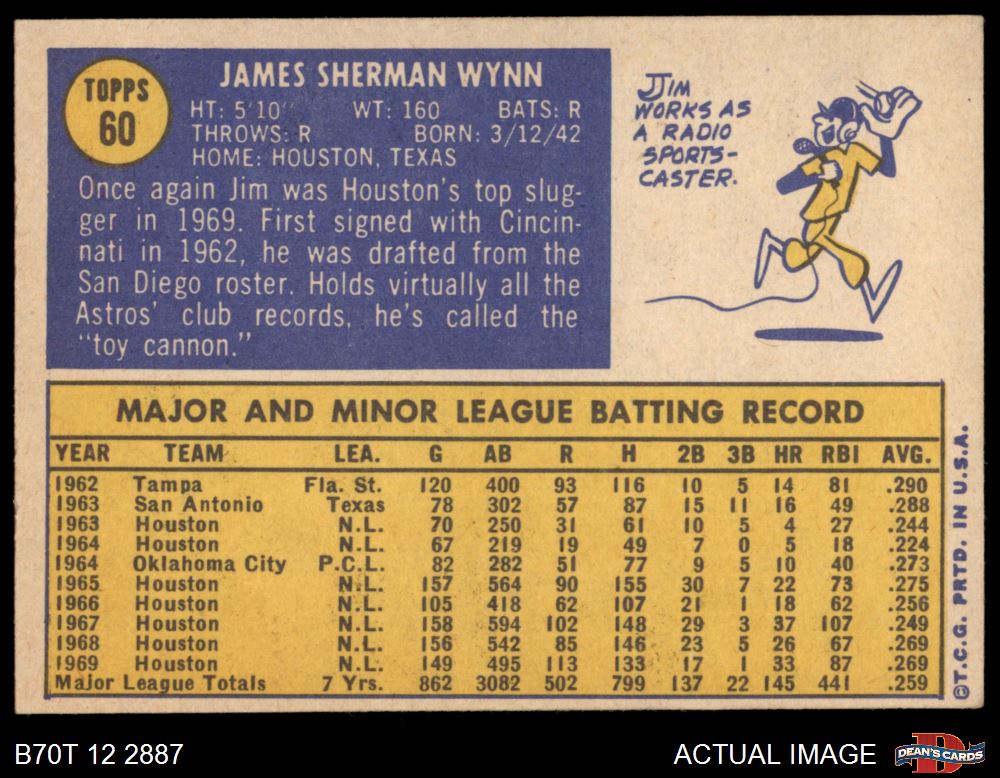 TOPPS
60
JAMES SHERMAN WYNN
HT: 5'10" WT: 160 BATS: R
THROWS: R BORN: 3/12/42
HOME: HOUSTON, TEXAS
Once again Jim was Houston's top slug-
ger in 1969. First signed with Cincin-
nati in 1962, he was drafted from the
San Diego roster. Holds virtually all the
Astros' club records, he's called the
"toy cannon."
JIM
WORKS AS
A RADIO
SPORTS-
CASTER.
MAJOR AND MINOR LEAGUE BATTING RECORD
YEAR TEAM LEA. G AB R H 2B 3B HR RBI AVG.
1962 Tampa Fla. St. 120 400 93 116 10 5 14 81 .290
1963 San Antonio Texas 78 302 57 87 15 11 16 49 .288
1963 Houston N.L. 70 250 31 61 10 5 4 27 .244
1964 Houston N.L. 67 219 19 49 7 0 5 18 .224
1964 Oklahoma City P.C.L. 82 282 51 77 9 5 10 40 .273
1965 Houston N.L. 157 564 90 155 30 7 22 73 .275
1966 Houston N.L. 105 418 62 107 21 1 18 62 .256
1967 Houston N.L. 158 594 102 148 29 3 37 107 .249
1968 Houston N.L. 156 542 85 146 23 5 26 67 .269
1969 Houston N.L. 149 495 113 133 17 1 33 87 .269
Major League Totals 7 Yrs. 862 3082 502 799 137 22 145 441 .259
©T.C.G. PRTD. IN U.S.A.
B70T 12 2887
ACTUAL IMAGE
DEAN'S CARDS